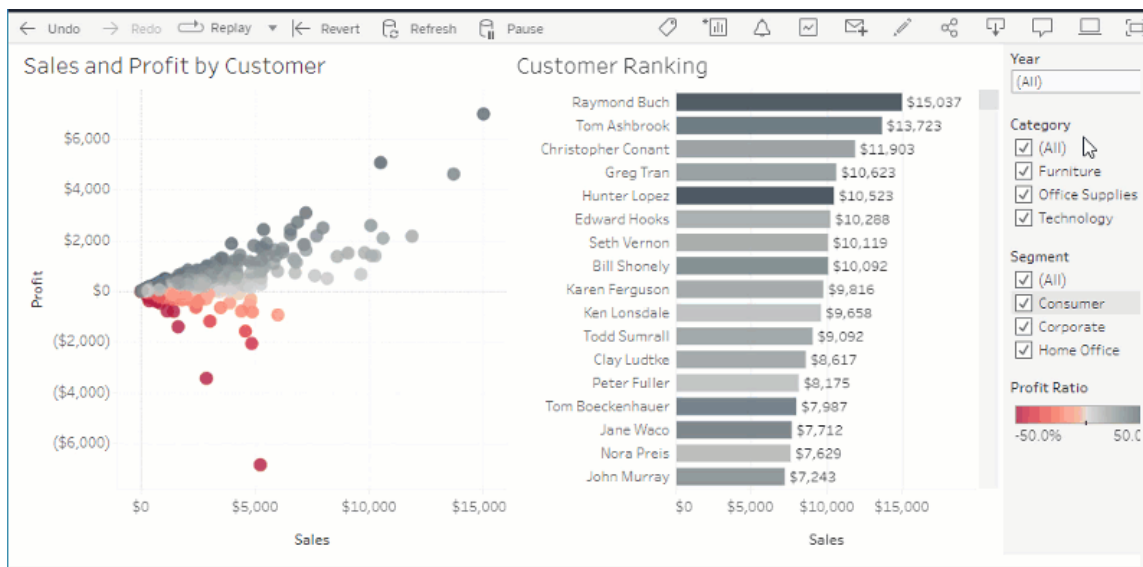 Undo Redo Replay Revert Refresh Pause
Sales and Profit by Customer
$6,000
$4,000
$2,000
$0
($2,000)
($4,000)
($6,000)
Profit
$0 $5,000 $10,000 $15,000
Sales
Customer Ranking
Raymond Buch $15,037
Tom Ashbrook $13,723
Christopher Conant $11,903
Greg Tran $10,623
Hunter Lopez $10,523
Edward Hooks $10,288
Seth Vernon $10,119
Bill Shonely $10,092
Karen Ferguson $9,816
Ken Lonsdale $9,658
Todd Sumrall $9,092
Clay Ludtke $8,617
Peter Fuller $8,175
Tom Boeckenhauer $7,987
Jane Waco $7,712
Nora Preis $7,629
John Murray $7,243
$0 $5,000 $10,000 $15,000
Sales
Year
(All)
Category
(All)
Furniture
Office Supplies
Technology
Segment
(All)
Consumer
Corporate
Home Office
Profit Ratio
-50.0%